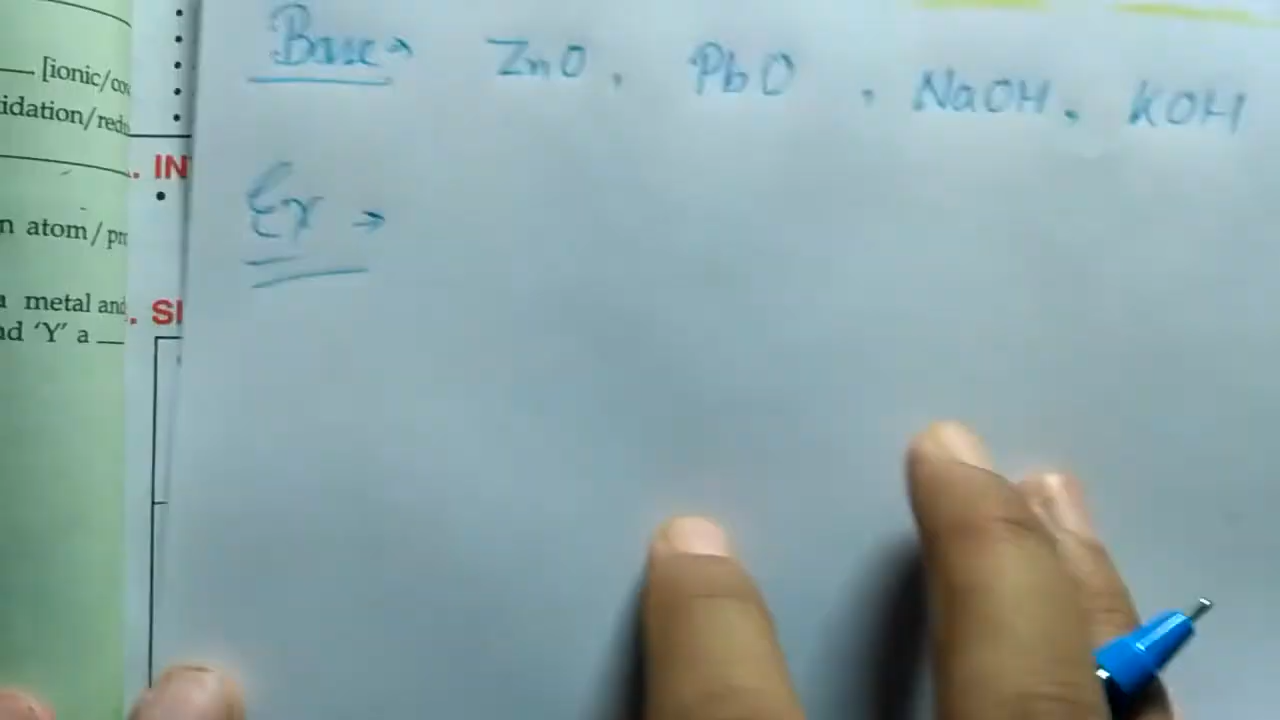 Base → ZnO, PbO, NaOH, KOH
Ex →
[ionic/co
idation/red
. IN
n atom/pr
a metal and
. SI
nd 'Y' a